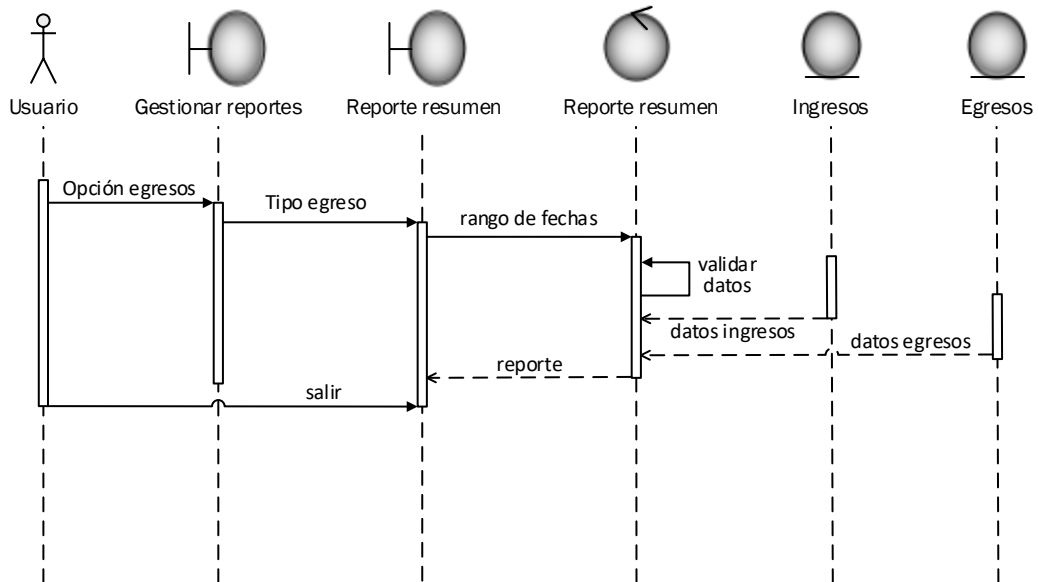 Usuario
Gestionar reportes
Reporte resumen
Reporte resumen
Ingresos
Egresos
Opción egresos
Tipo egreso
rango de fechas
validar
datos
datos ingresos
datos egresos
reporte
salir